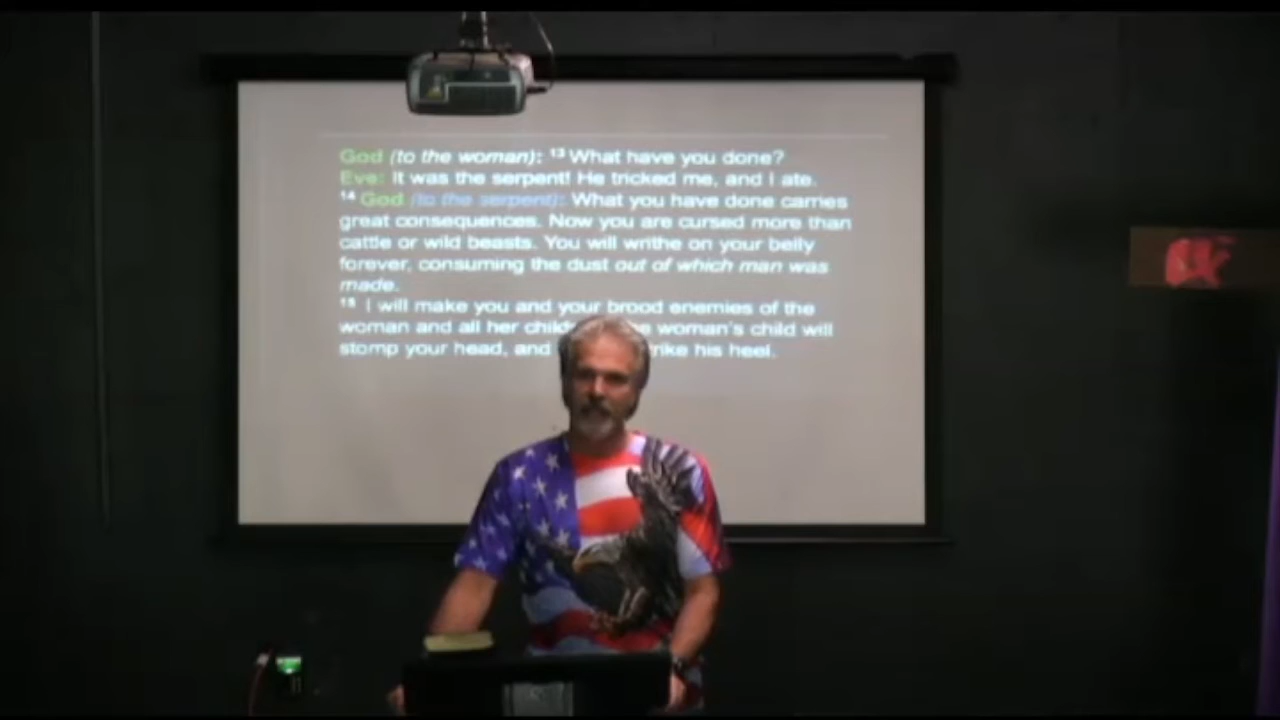 God (to the woman): 13 What have you done?
Eve: It was the serpent! He tricked me, and I ate.
14 God (to the serpent): What you have done carries
great consequences. Now you are cursed more than
cattle or wild beasts. You will writhe on your belly
forever, consuming the dust out of which man was
made.
15 I will make you and your brood enemies of the
woman and all her woman's child will
stomp your head, and his heel.